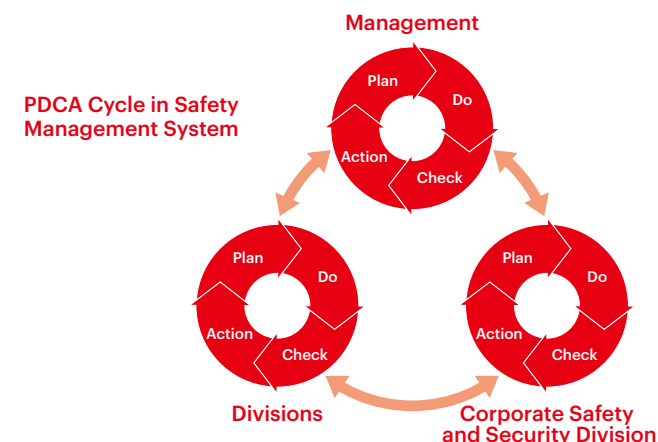 Management
PDCA Cycle in Safety
Management System
Plan
Do
Action
Check
Plan
Do
Action
Check
Plan
Do
Action
Check
Divisions
Corporate Safety
and Security Division